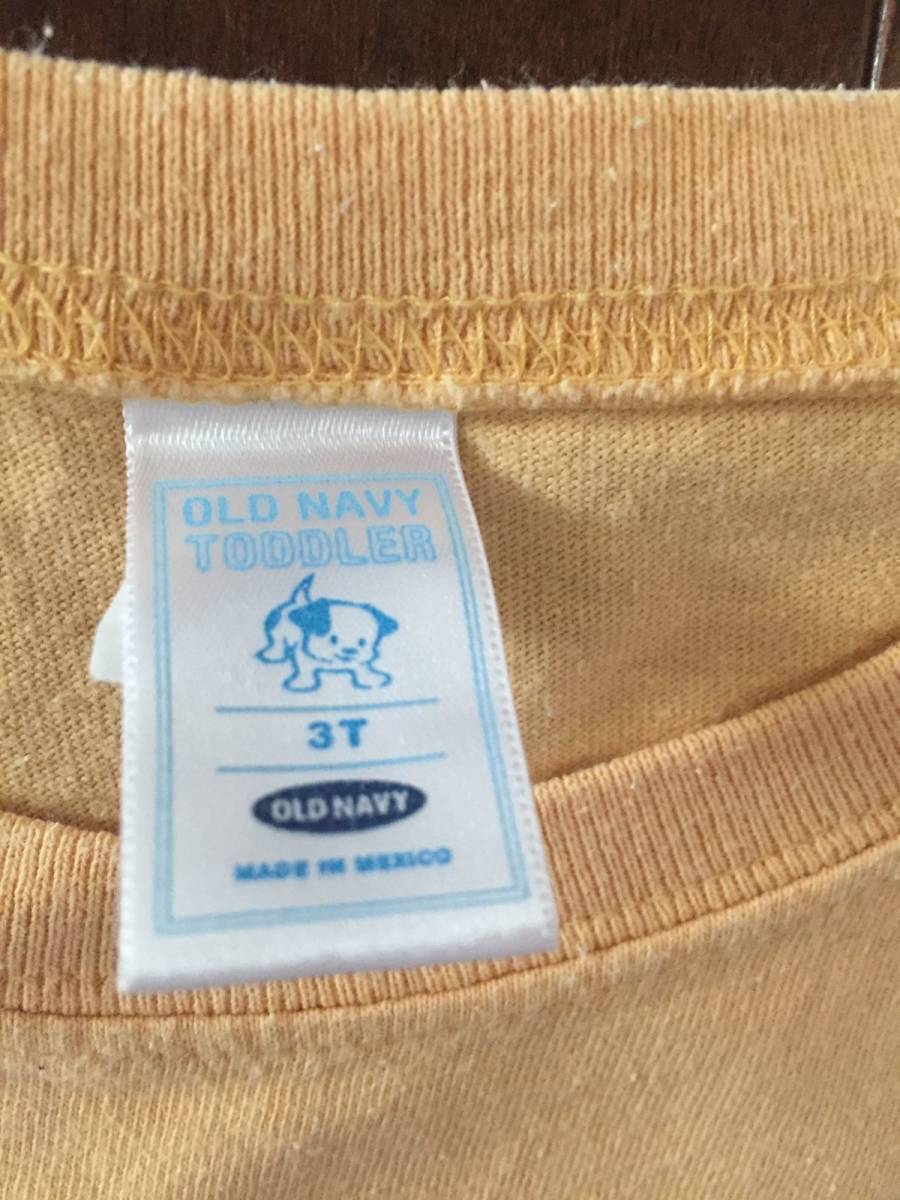 OLD NAVY
TODDLER
3T
OLD NAVY
MADE IN MEXICO